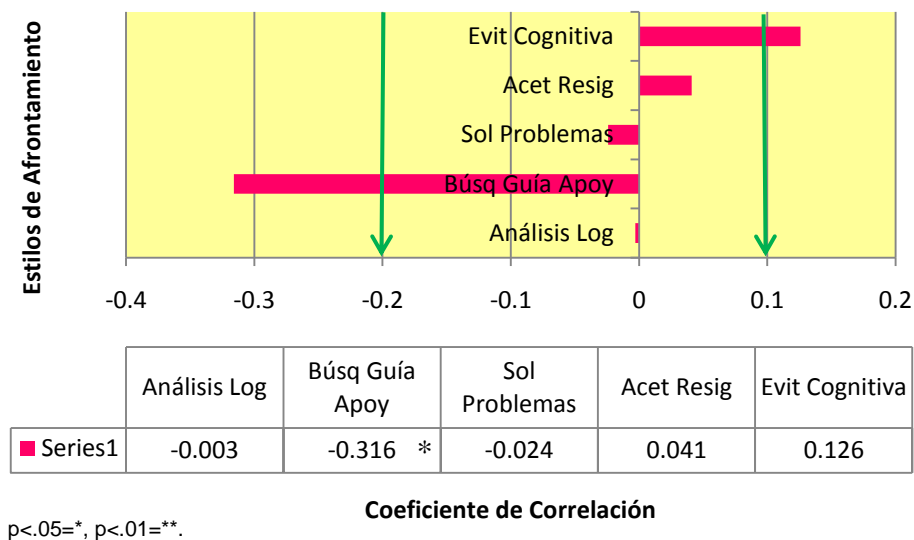 Estilos de Afrontamiento
Evit Cognitiva
Acet Resig
Sol Problemas
Búsq Guía Apoy
Análisis Log
-0.4 -0.3 -0.2 -0.1 0 0.1 0.2
Análisis Log Búsq Guía Apoy Sol Problemas Acet Resig Evit Cognitiva
Series1 -0.003 -0.316 * -0.024 0.041 0.126
Coeficiente de Correlación
p<.05=*, p<.01=**.